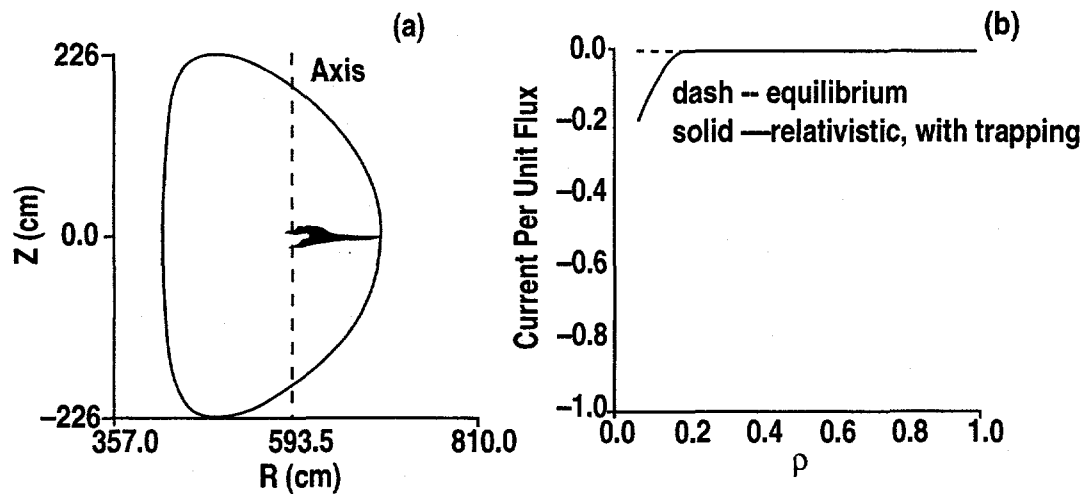 (a)
226
Axis
Z (cm)
0.0
−226
357.0
593.5
810.0
R (cm)
(b)
0.0
dash -- equilibrium
−0.2
solid —relativistic, with trapping
Current Per Unit Flux
−0.4
−0.6
−0.8
−1.0
0.0
0.2
0.4
0.6
0.8
1.0
ρ